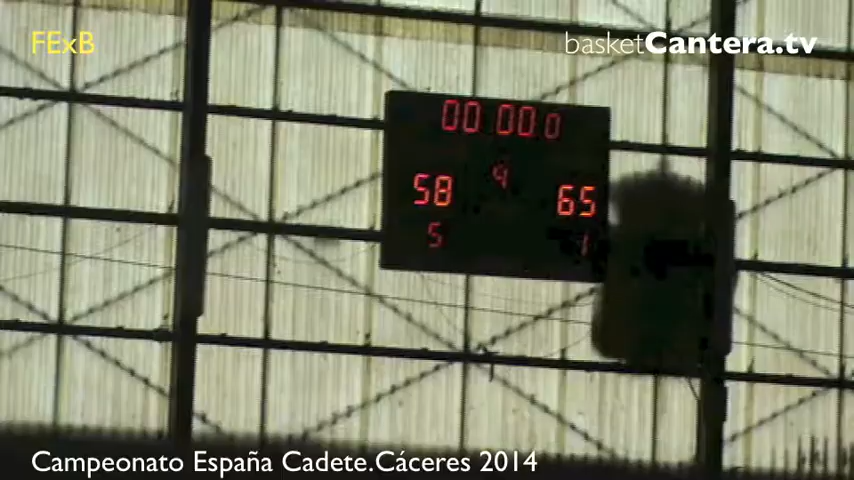 FExB
basketCantera.tv
00 00 0
4
58 65
5 1
Campeonato España Cadete.Cáceres 2014